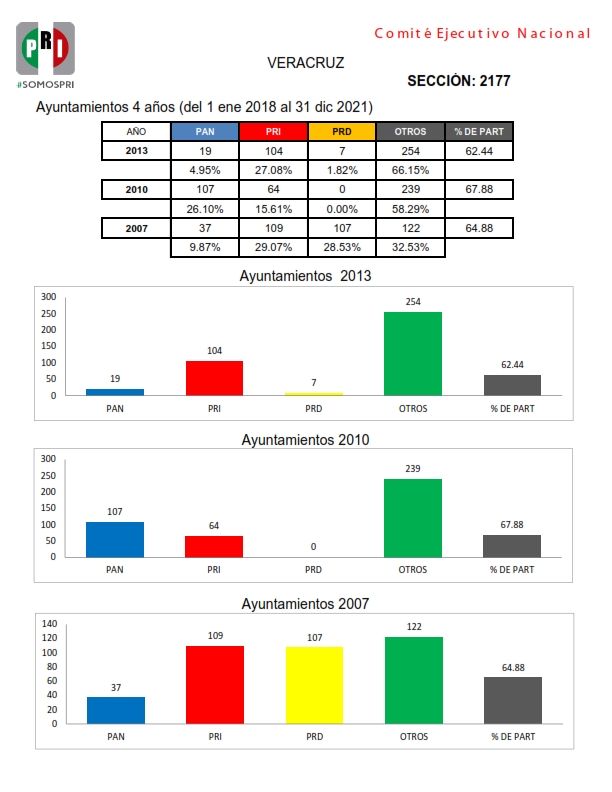 PRI
#SOMOSPRI
Comité Ejecutivo Nacional
VERACRUZ
SECCIÓN: 2177
Ayuntamientos 4 años (del 1 ene 2018 al 31 dic 2021)
AÑO PAN PRI PRD OTROS % DE PART
2013 19 104 7 254 62.44
4.95% 27.08% 1.82% 66.15%
2010 107 64 0 239 67.88
26.10% 15.61% 0.00% 58.29%
2007 37 109 107 122 64.88
9.87% 29.07% 28.53% 32.53%
Ayuntamientos 2013
300
250
200
150
100
50
0
19
104
7
254
62.44
PAN PRI PRD OTROS % DE PART
Ayuntamientos 2010
300
250
200
150
100
50
0
107
64
0
239
67.88
PAN PRI PRD OTROS % DE PART
Ayuntamientos 2007
140
120
100
80
60
40
20
0
37
109
107
122
64.88
PAN PRI PRD OTROS % DE PART